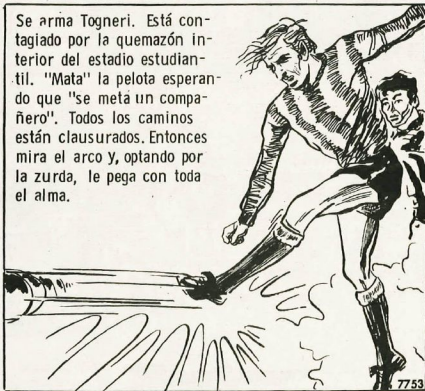 Se arma Togneri. Está con-
tagiado por la quemazón in-
terior del estadio estudian-
til. "Mata" la pelota esperan-
do que "se meta un compa-
ñero". Todos los caminos
están clausurados. Entonces
mira el arco y, optando por
la zurda, le pega con toda
el alma.
7753